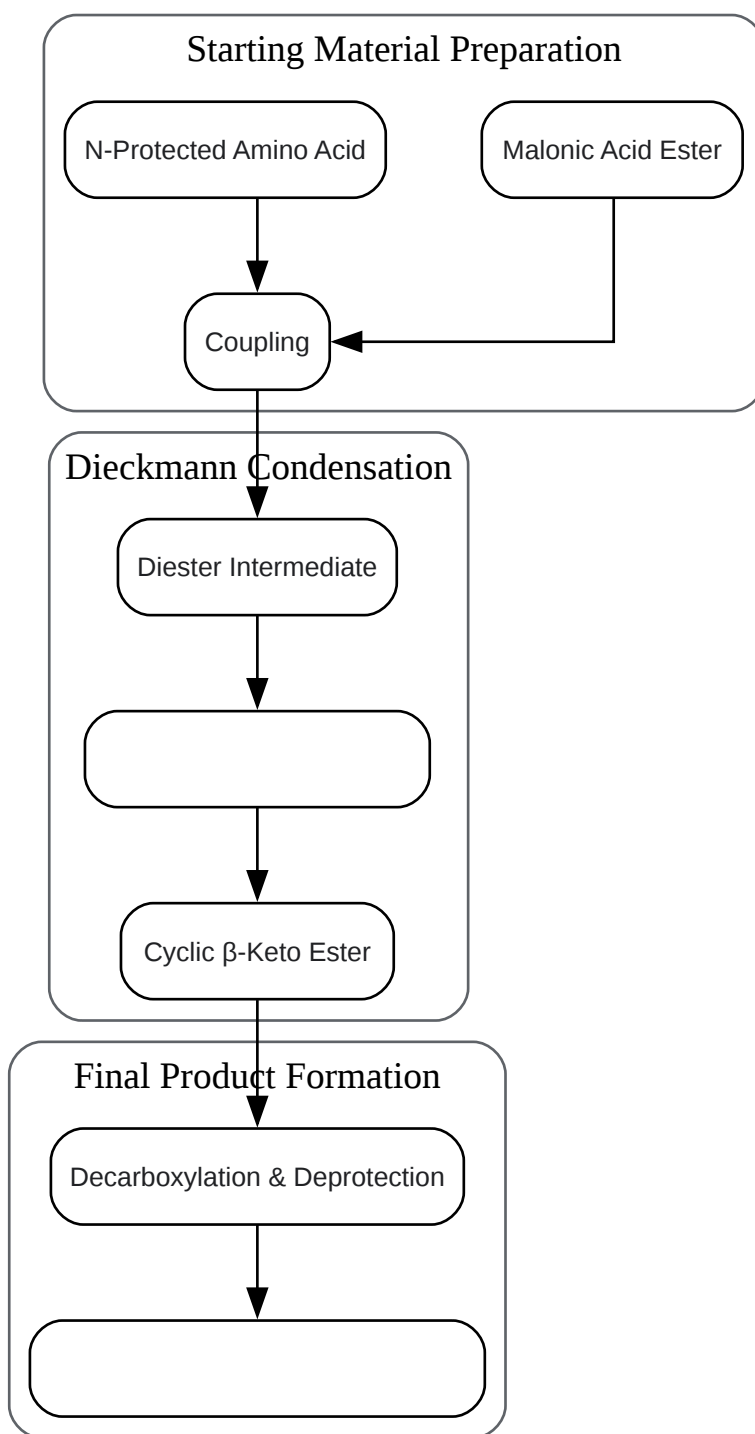 Starting Material Preparation
N-Protected Amino Acid
Malonic Acid Ester
Coupling
Dieckmann Condensation
Diester Intermediate
Cyclic β-Keto Ester
Final Product Formation
Decarboxylation & Deprotection